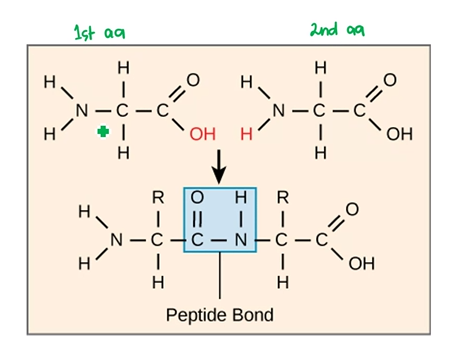 1st aa 2nd aa
H H O H H O
N — C — C N — C — C
H H OH H H OH
R O H R O
H
N — C — C — N — C — C
H H H OH
Peptide Bond